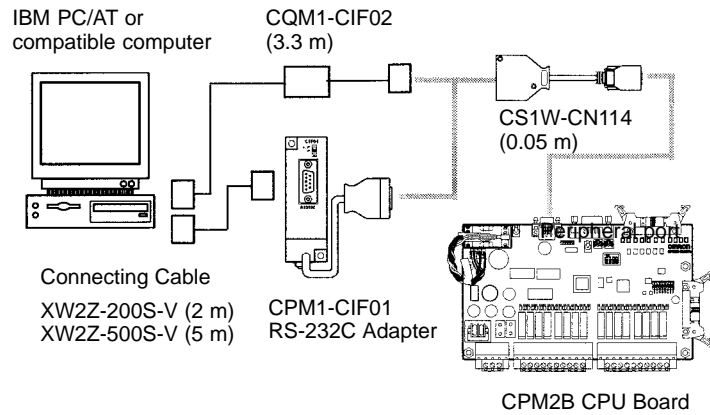 IBM PC/AT or
compatible computer
CQM1-CIF02
(3.3 m)
CS1W-CN114
(0.05 m)
Peripheral port
Connecting Cable
XW2Z-200S-V (2 m)
XW2Z-500S-V (5 m)
CPM1-CIF01
RS-232C Adapter
CPM2B CPU Board